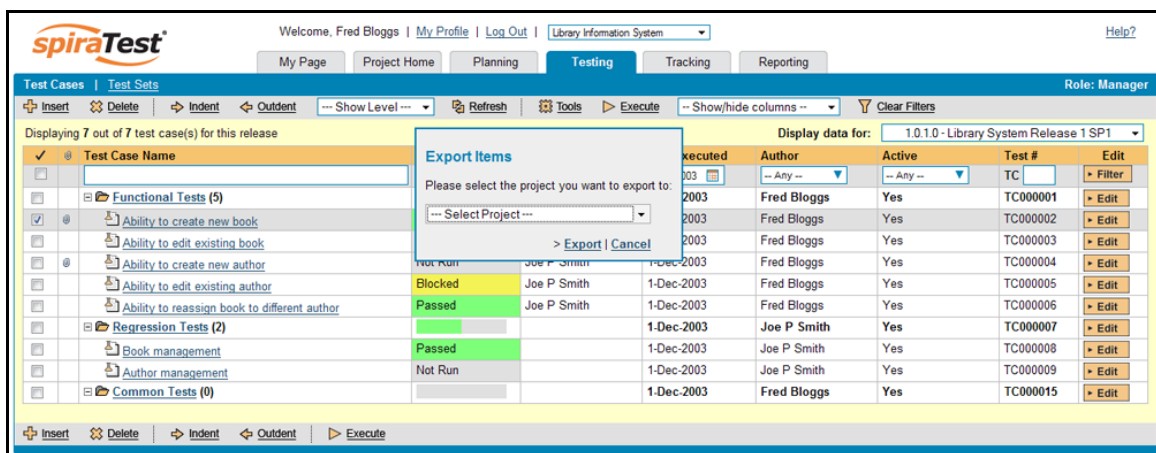 spiraTest
Welcome, Fred Bloggs | My Profile | Log Out | Library Information System
Help?
My Page Project Home Planning Testing Tracking Reporting
Test Cases | Test Sets Role: Manager
Insert Delete Indent Outdent --- Show Level --- Refresh Tools Execute -- Show/hide columns -- Clear Filters
Displaying 7 out of 7 test case(s) for this release Display data for: 1.0.1.0 - Library System Release 1 SP1
Test Case Name xecuted Author Active Test # Edit
003 -- Any -- -- Any -- TC Filter
Export Items
Please select the project you want to export to:
--- Select Project ---
> Export | Cancel
Functional Tests (5) 2003 Fred Bloggs Yes TC000001 Edit
Ability to create new book 2003 Fred Bloggs Yes TC000002 Edit
Ability to edit existing book 2003 Fred Bloggs Yes TC000003 Edit
Ability to create new author Not Run Joe P Smith 1-Dec-2003 Fred Bloggs Yes TC000004 Edit
Ability to edit existing author Blocked Joe P Smith 1-Dec-2003 Fred Bloggs Yes TC000005 Edit
Ability to reassign book to different author Passed Joe P Smith 1-Dec-2003 Fred Bloggs Yes TC000006 Edit
Regression Tests (2) 1-Dec-2003 Joe P Smith Yes TC000007 Edit
Book management Passed 1-Dec-2003 Joe P Smith Yes TC000008 Edit
Author management Not Run 1-Dec-2003 Joe P Smith Yes TC000009 Edit
Common Tests (0) 1-Dec-2003 Fred Bloggs Yes TC000015 Edit
Insert Delete Indent Outdent Execute